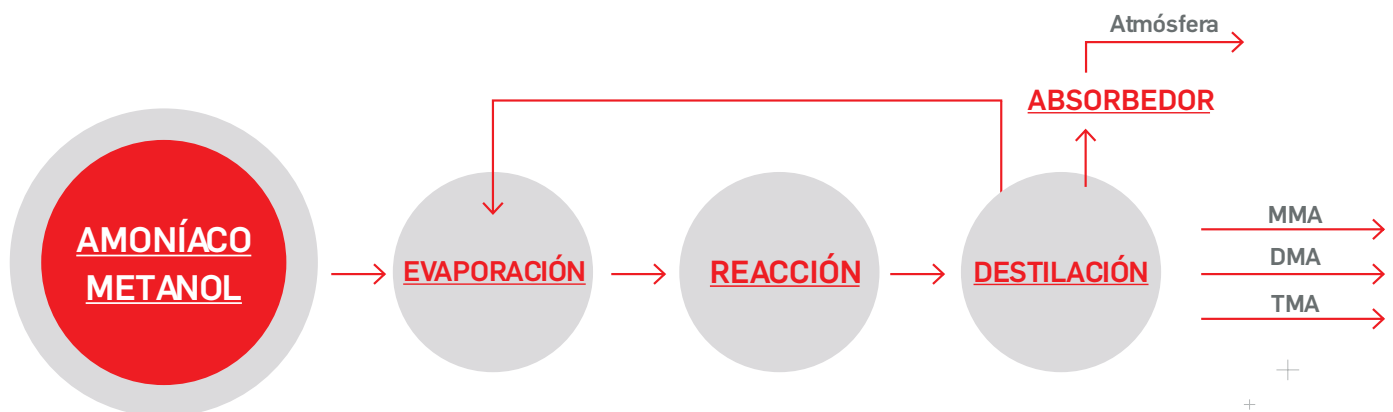 Atmósfera
ABSORBEDOR
AMONÍACO
METANOL
EVAPORACIÓN
REACCIÓN
DESTILACIÓN
MMA
DMA
TMA